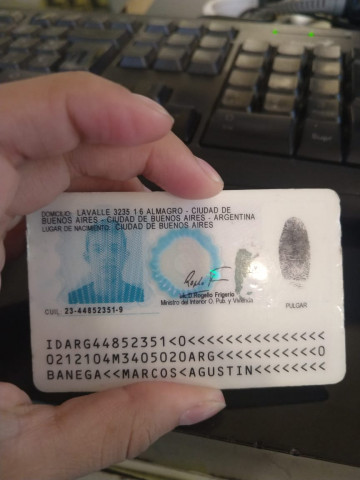 DOMICILIO: LAVALLE 3235 1 6 ALMAGRO - CIUDAD DE
BUENOS AIRES - CIUDAD DE BUENOS AIRES - ARGENTINA
LUGAR DE NACIMIENTO: CIUDAD DE BUENOS AIRES
Rogelio Frigerio
Ministro del Interior O. Pub. y Vivienda
PULGAR
CUIL: 23-44852351-9
IDARG44852351<0<<<<<<<<<<<<<<<
0212104M3405020ARG<<<<<<<<<<<0
BANEGA<<MARCOS<AGUSTIN<<<<<<<<